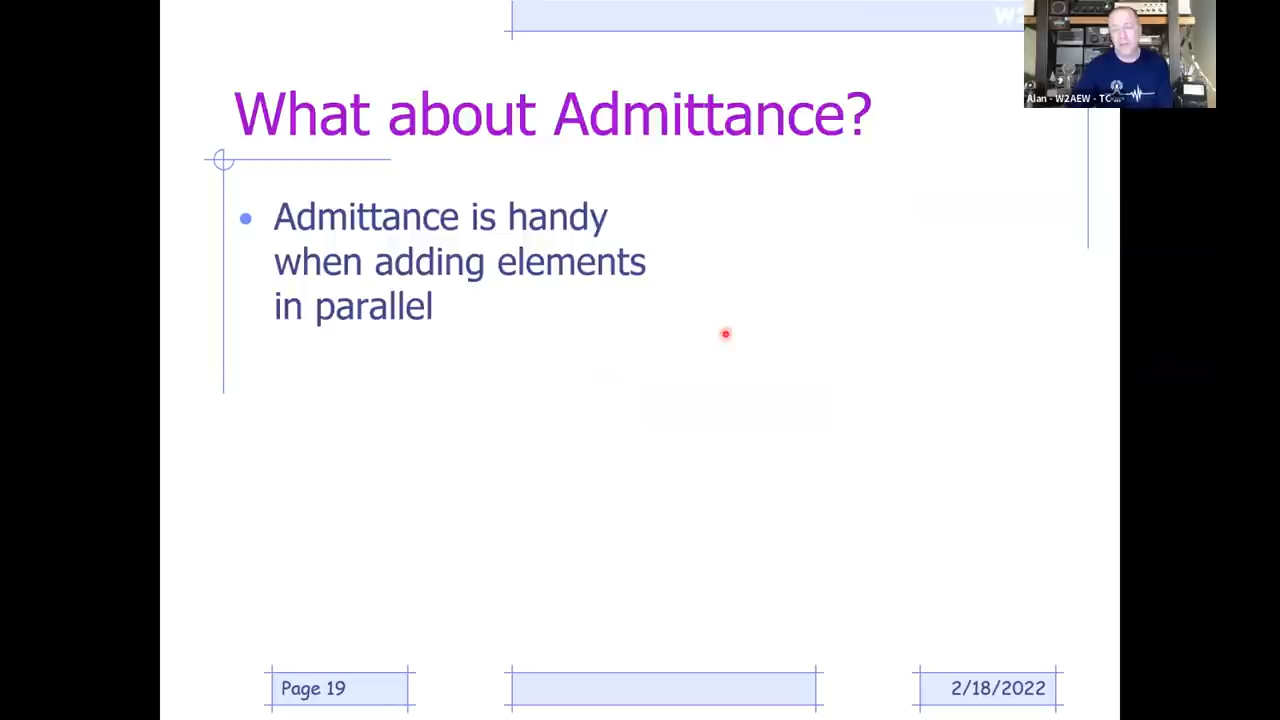 What about Admittance?
Alan - W2AEW - TC-...
• Admittance is handy
when adding elements
in parallel
Page 19
2/18/2022